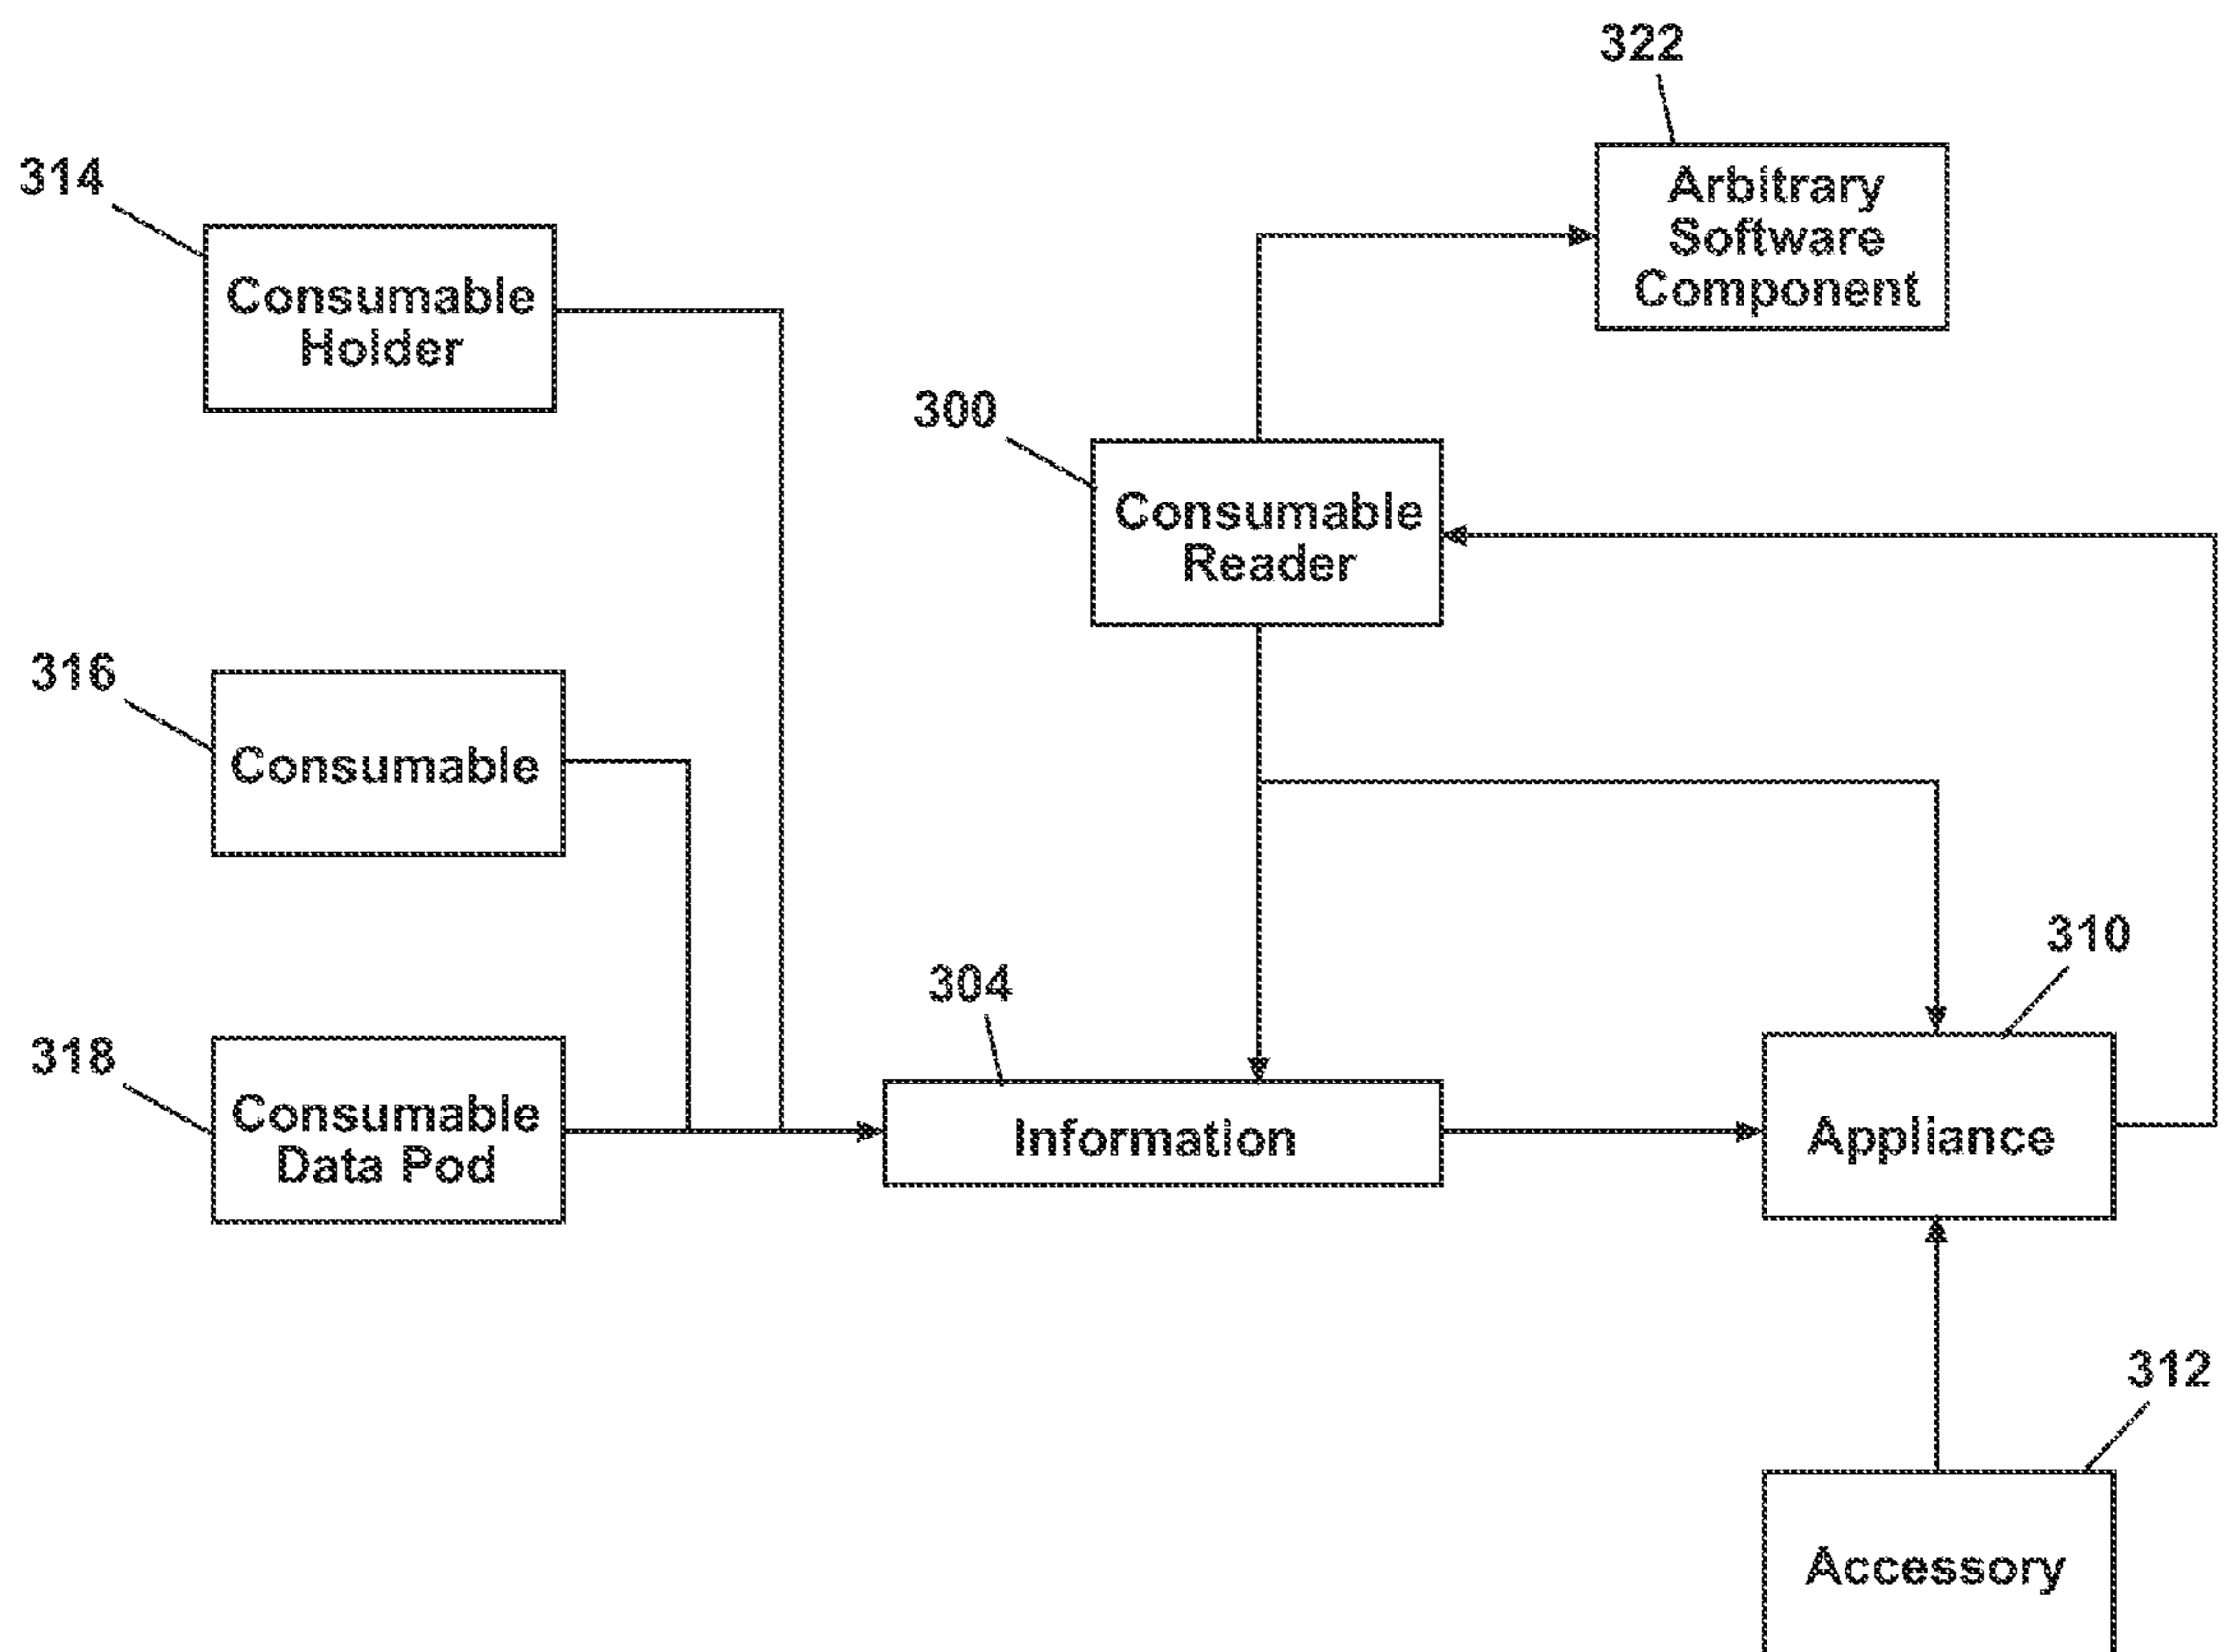 322
Arbitrary
Software
Component
314
Consumable
Holder
300
Consumable
Reader
316
Consumable
310
304
318
Consumable
Data Pod
Information
Appliance
312
Accessory